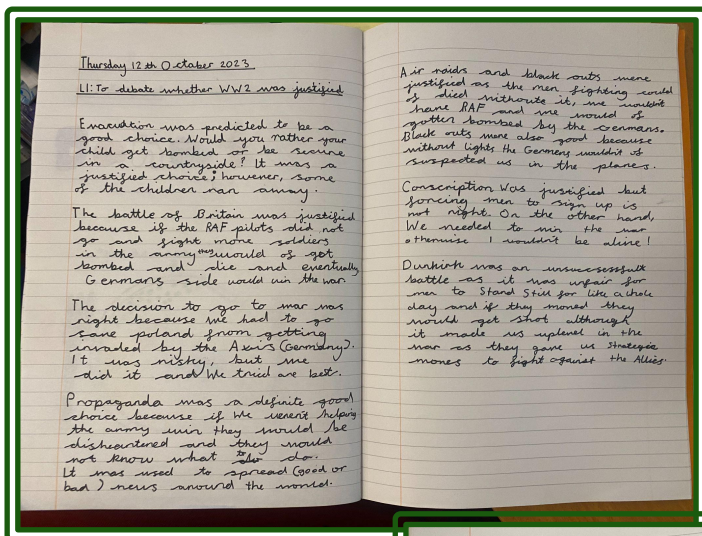 Thursday 12th October 2023
LI: To debate whether WW2 was justified
Evacution was predicted to be a
good choice. Would you rather your
child get bombed or be secure
in a countryside? It was a
justified choice; however, some
of the children ran away.
The battle of Britain was justified
because if the RAF pilots did not
go and fight more soldiers
in the army they would of got
bombed and die and eventually
Germans side would win the war.
The decision to go to war was
right because we had to go
save poland from getting
invaded by the Axis (Germany).
It was risky, but we
did it and We tried are best.
Propaganda was a definite good
choice because if We weren't helping
the army win they would be
disheartened and they would
not know what to do.
It was used to spread (good or
bad) news around the world.
Air raids and black outs were
justified as the men fighting could
of died withoute it, we wouldn't
have RAF and we would of
gotten bombed by the Germans.
Black outs were also good because
without lights the Germens wouldn't of
suspected us in the planes.
Conscription Was justified but
forcing men to sign up is
not right. On the other hand,
We needed to win the war
otherwise I wouldn't be alive!
Dunkirk was an unsuccessfult
battle as it was unfair for
men to Stand Still for like a whole
day and if they moved they
would get shot although
it made us uplevel in the
war as they gave us strategic
moves to fight against the Allies.